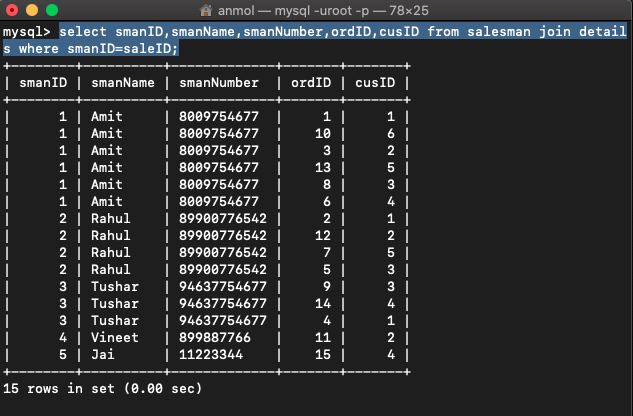 anmol — mysql -uroot -p — 78×25
mysql> select smanID,smanName,smanNumber,ordID,cusID from salesman join detail
s where smanID=saleID;
+--------+----------+-------------+-------+-------+
| smanID | smanName | smanNumber  | ordID | cusID |
+--------+----------+-------------+-------+-------+
|      1 | Amit     | 8009754677  |     1 |     1 |
|      1 | Amit     | 8009754677  |    10 |     6 |
|      1 | Amit     | 8009754677  |     3 |     2 |
|      1 | Amit     | 8009754677  |    13 |     5 |
|      1 | Amit     | 8009754677  |     8 |     3 |
|      1 | Amit     | 8009754677  |     6 |     4 |
|      2 | Rahul    | 89900776542 |     2 |     1 |
|      2 | Rahul    | 89900776542 |    12 |     2 |
|      2 | Rahul    | 89900776542 |     7 |     5 |
|      2 | Rahul    | 89900776542 |     5 |     3 |
|      3 | Tushar   | 94637754677 |     9 |     3 |
|      3 | Tushar   | 94637754677 |    14 |     4 |
|      3 | Tushar   | 94637754677 |     4 |     1 |
|      4 | Vineet   | 899887766   |    11 |     2 |
|      5 | Jai      | 11223344    |    15 |     4 |
+--------+----------+-------------+-------+-------+
15 rows in set (0.00 sec)